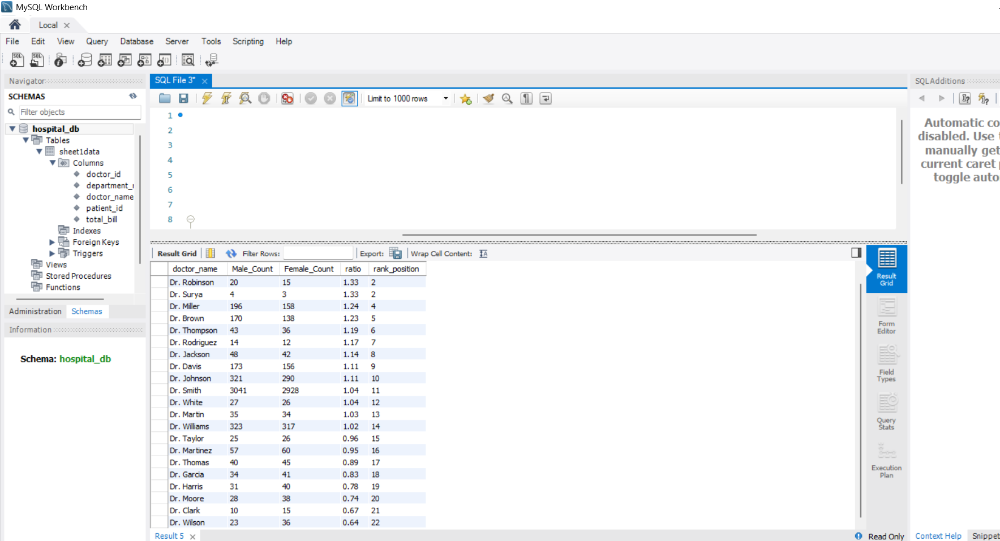 MySQL Workbench
Local
File Edit View Query Database Server Tools Scripting Help
Navigator
SCHEMAS
Filter objects
hospital_db
Tables
sheet1data
Columns
doctor_id
department_
doctor_name
patient_id
total_bill
Indexes
Foreign Keys
Triggers
Views
Stored Procedures
Functions
Administration Schemas
Information
Schema: hospital_db
SQL File 3*
Limit to 1000 rows
1
2
3
4
5
6
7
8
Result Grid Filter Rows: Export: Wrap Cell Content:
doctor_name Male_Count Female_Count ratio rank_position
Dr. Robinson 20 15 1.33 2
Dr. Surya 4 3 1.33 2
Dr. Miller 196 158 1.24 4
Dr. Brown 170 138 1.23 5
Dr. Thompson 43 36 1.19 6
Dr. Rodriguez 14 12 1.17 7
Dr. Jackson 48 42 1.14 8
Dr. Davis 173 156 1.11 9
Dr. Johnson 321 290 1.11 10
Dr. Smith 3041 2928 1.04 11
Dr. White 27 26 1.04 12
Dr. Martin 35 34 1.03 13
Dr. Williams 323 317 1.02 14
Dr. Taylor 25 26 0.96 15
Dr. Martinez 57 60 0.95 16
Dr. Thomas 40 45 0.89 17
Dr. Garcia 34 41 0.83 18
Dr. Harris 31 40 0.78 19
Dr. Moore 28 38 0.74 20
Dr. Clark 10 15 0.67 21
Dr. Wilson 23 36 0.64 22
Result 5
Read Only
Result
Grid
Form
Editor
Field
Types
Query
Stats
Execution
Plan
SQLAdditions
Automatic co
disabled. Use
manually get
current caret
toggle auto
Context Help Snippet